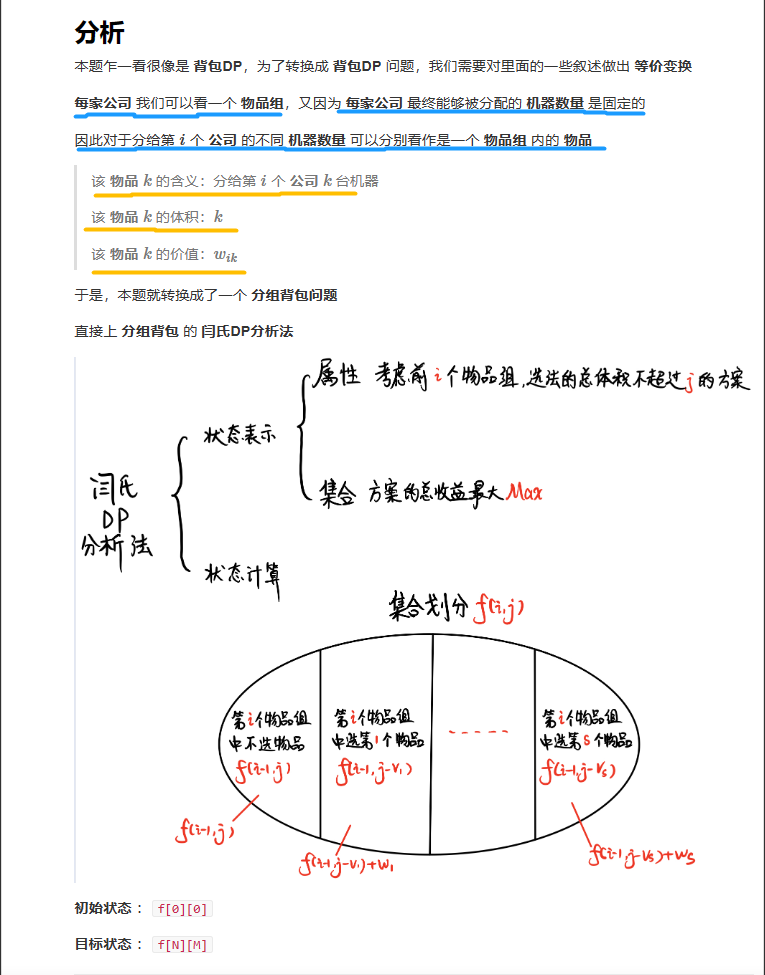 分析
本题乍一看很像是 背包DP，为了转换成 背包DP 问题，我们需要对里面的一些叙述做出 等价变换
每家公司 我们可以看一个 物品组，又因为 每家公司 最终能够被分配的 机器数量 是固定的
因此对于分给第 i 个 公司 的不同 机器数量 可以分别看作是一个 物品组 内的 物品
该 物品 k 的含义：分给第 i 个 公司 k 台机器
该 物品 k 的体积：k
该 物品 k 的价值：w_{ik}
于是，本题就转换成了一个 分组背包问题
直接上 分组背包 的 闫氏DP分析法
属性 考虑前i个物品组，选法的总体积不超过j的方案
状态表示
集合 方案的总收益最大Max
闫氏
DP
分析法
状态计算
集合划分 f(i,j)
第i个物品组
中不选物品
f(i-1,j)
第i个物品组
中选第1个物品
f(i-1,j-v₁)
-----
第i个物品组
中选第s个物品
f(i-1,j-vₛ)
f(i-1,j)
f(i-1,j-v₁)+w₁
f(i-1,j-vₛ)+wₛ
初始状态： f[0][0]
目标状态： f[N][M]